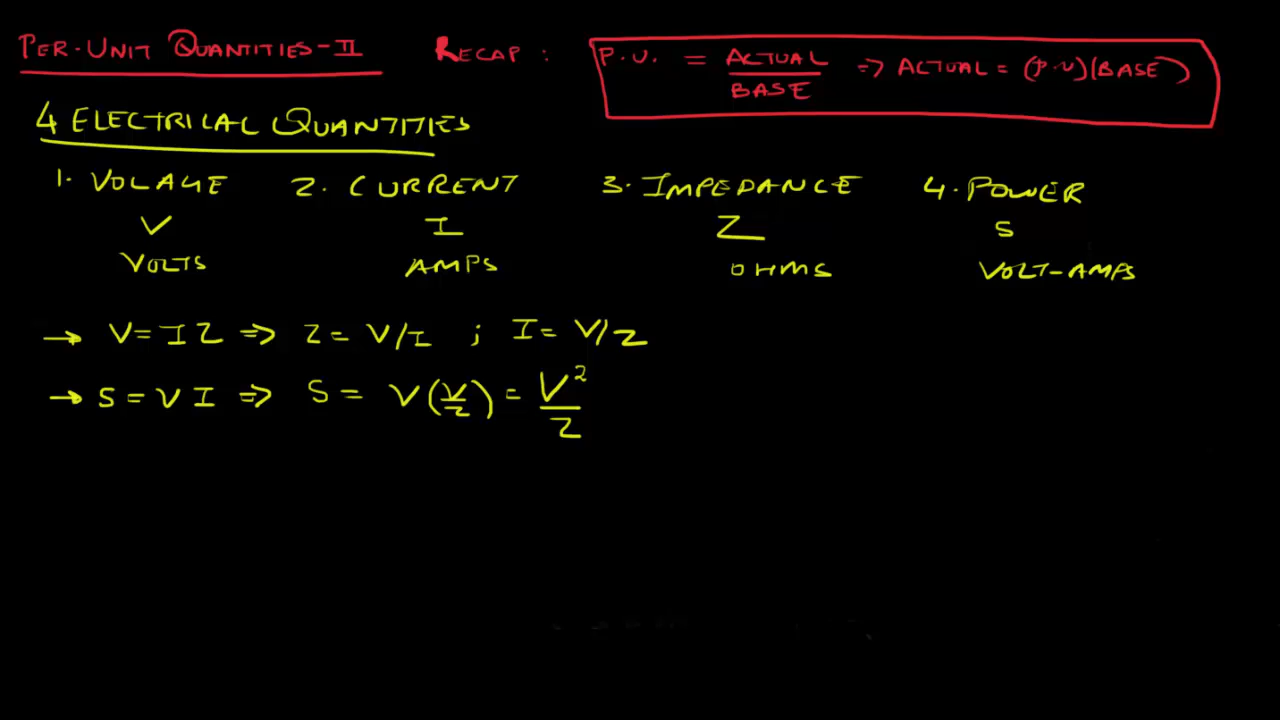 PER-UNIT QUANTITIES-II RECAP: P.U. = ACTUAL/BASE => ACTUAL = (P.U)(BASE)
4 ELECTRICAL QUANTITIES
1. VOLAGE 2. CURRENT 3. IMPEDANCE 4. POWER
V I Z S
VOLTS AMPS OHMS VOLT-AMPS
→ V = IZ => Z = V/I ; I = V/Z
→ S = VI => S = V(V/Z) = V²/Z